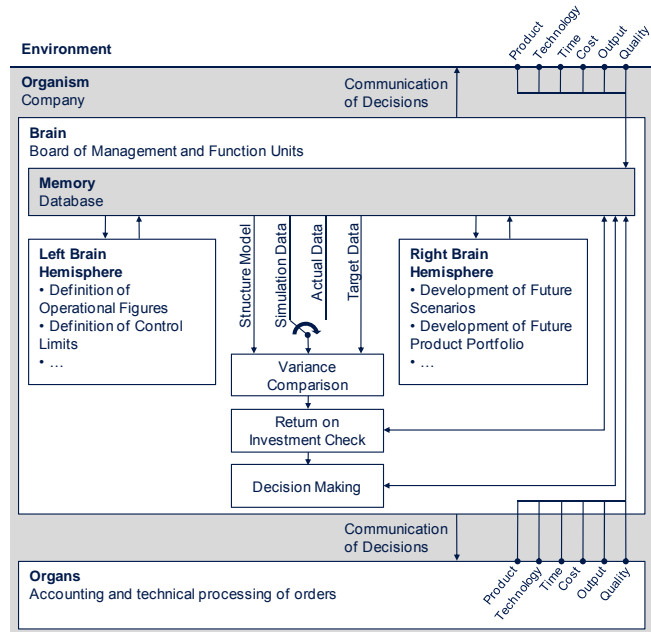 Environment
Product
Technology
Time
Cost
Output
Quality
Organism
Company
Communication
of Decisions
Brain
Board of Management and Function Units
Memory
Database
Left Brain
Hemisphere
• Definition of
Operational Figures
• Definition of Control
Limits
• ...
Structure Model
Simulation Data
Actual Data
Target Data
Right Brain
Hemisphere
• Development of Future
Scenarios
• Development of Future
Product Portfolio
• ...
Variance
Comparison
Return on
Investment Check
Decision Making
Communication
of Decisions
Organs
Accounting and technical processing of orders
Product
Technology
Time
Cost
Output
Quality